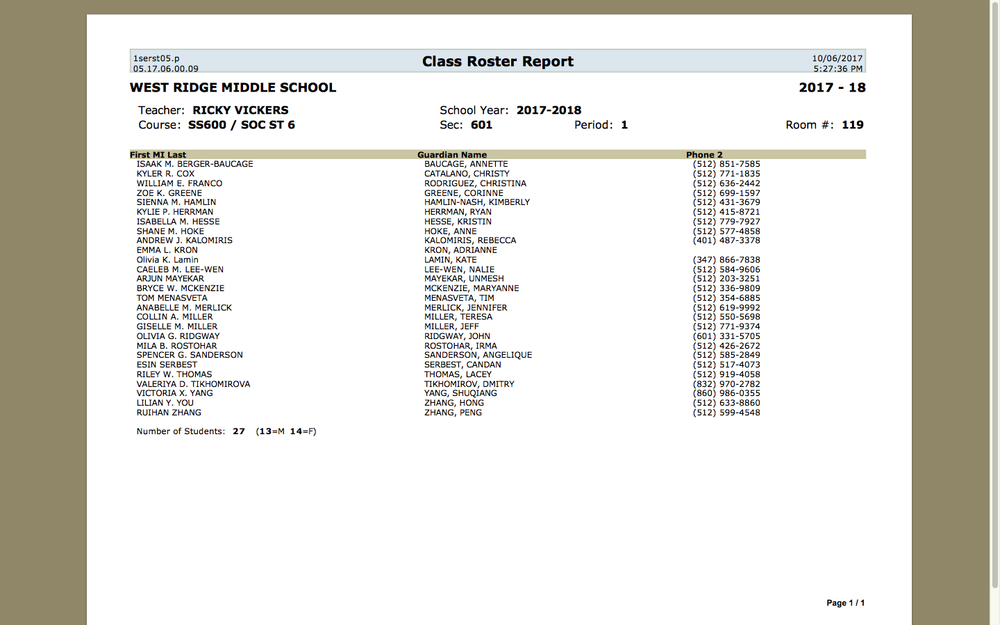 1serst05.p Class Roster Report 10/06/2017
05.17.06.00.09 5:27:36 PM
WEST RIDGE MIDDLE SCHOOL 2017 - 18
Teacher: RICKY VICKERS School Year: 2017-2018
Course: SS600 / SOC ST 6 Sec: 601 Period: 1 Room #: 119
First MI Last Guardian Name Phone 2
ISAAK M. BERGER-BAUCAGE BAUCAGE, ANNETTE (512) 851-7585
KYLER R. COX CATALANO, CHRISTY (512) 771-1835
WILLIAM E. FRANCO RODRIGUEZ, CHRISTINA (512) 636-2442
ZOE K. GREENE GREENE, CORINNE (512) 699-1597
SIENNA M. HAMLIN HAMLIN-NASH, KIMBERLY (512) 431-3679
KYLIE P. HERRMAN HERRMAN, RYAN (512) 415-8721
ISABELLA M. HESSE HESSE, KRISTIN (512) 779-7927
SHANE M. HOKE HOKE, ANNE (512) 577-4858
ANDREW J. KALOMIRIS KALOMIRIS, REBECCA (401) 487-3378
EMMA L. KRON KRON, ADRIANNE
Olivia K. Lamin LAMIN, KATE (347) 866-7838
CAELEB M. LEE-WEN LEE-WEN, NALIE (512) 584-9606
ARJUN MAYEKAR MAYEKAR, UNMESH (512) 203-3251
BRYCE W. MCKENZIE MCKENZIE, MARYANNE (512) 336-9809
TOM MENASVETA MENASVETA, TIM (512) 354-6885
ANABELLE M. MERLICK MERLICK, JENNIFER (512) 619-9992
COLLIN A. MILLER MILLER, TERESA (512) 550-5698
GISELLE M. MILLER MILLER, JEFF (512) 771-9374
OLIVIA G. RIDGWAY RIDGWAY, JOHN (601) 331-5705
MILA B. ROSTOHAR ROSTOHAR, IRMA (512) 426-2672
SPENCER G. SANDERSON SANDERSON, ANGELIQUE (512) 585-2849
ESIN SERBEST SERBEST, CANDAN (512) 517-4073
RILEY W. THOMAS THOMAS, LACEY (512) 919-4058
VALERIYA D. TIKHOMIROVA TIKHOMIROV, DMITRY (832) 970-2782
VICTORIA X. YANG YANG, SHUQIANG (860) 986-0355
LILIAN Y. YOU ZHANG, HONG (512) 633-8860
RUIHAN ZHANG ZHANG, PENG (512) 599-4548
Number of Students: 27 (13=M 14=F)
Page 1 / 1